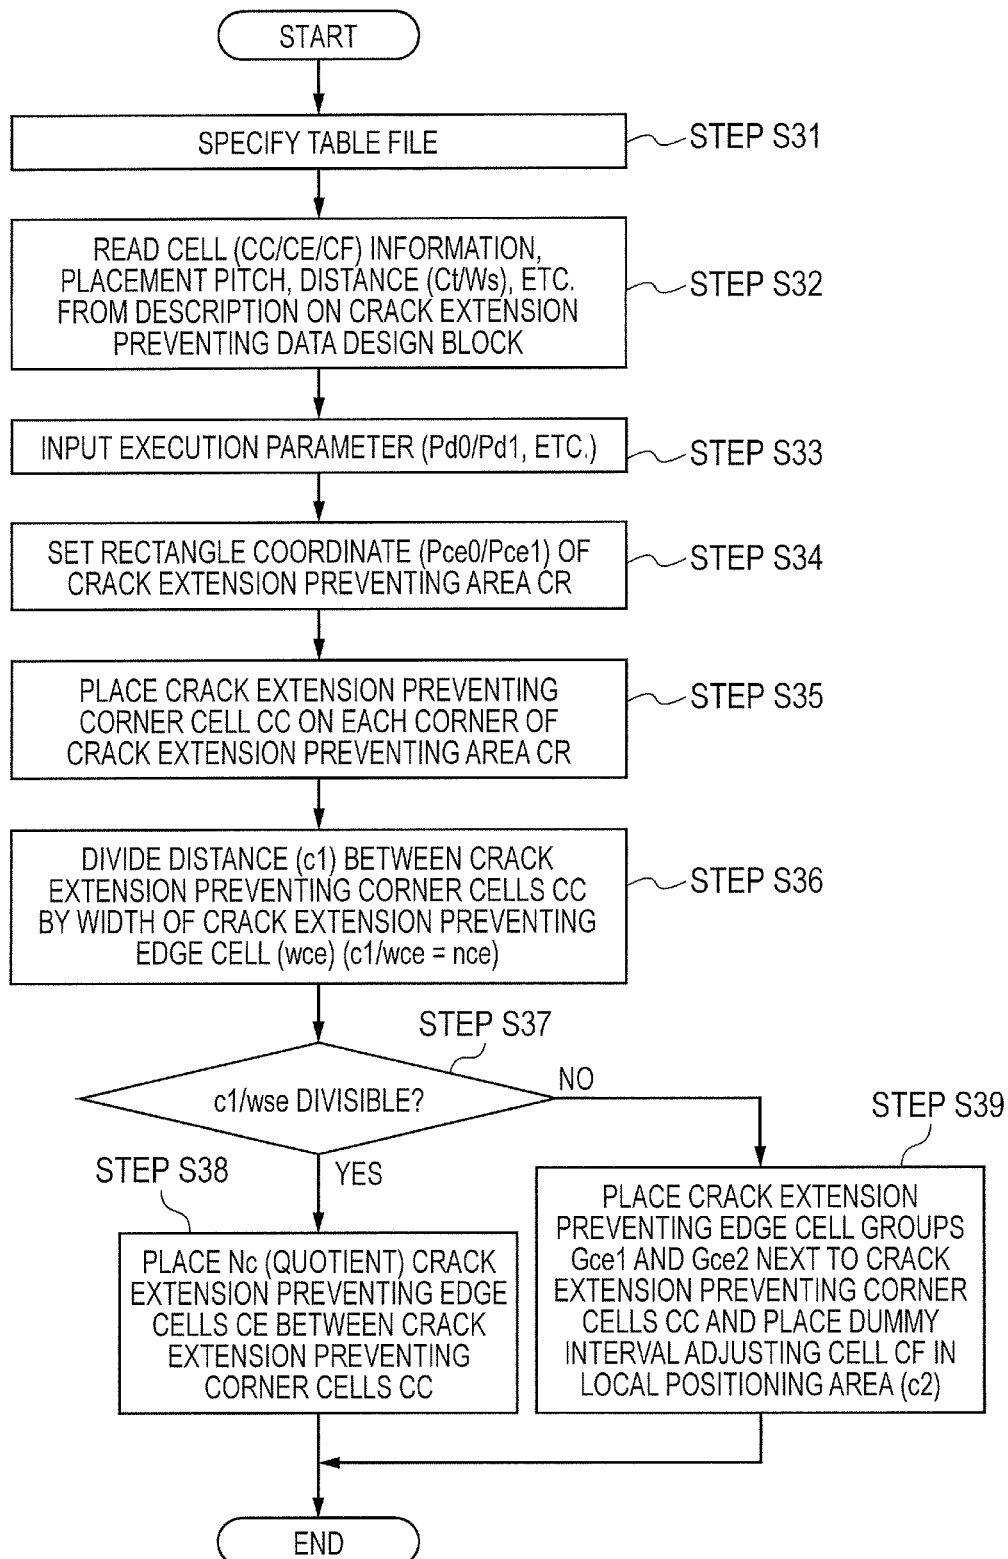 START
SPECIFY TABLE FILE
STEP S31
READ CELL (CC/CE/CF) INFORMATION,
PLACEMENT PITCH, DISTANCE (Ct/Ws), ETC.
FROM DESCRIPTION ON CRACK EXTENSION
PREVENTING DATA DESIGN BLOCK
STEP S32
INPUT EXECUTION PARAMETER (Pd0/Pd1, ETC.)
STEP S33
SET RECTANGLE COORDINATE (Pce0/Pce1) OF
CRACK EXTENSION PREVENTING AREA CR
STEP S34
PLACE CRACK EXTENSION PREVENTING
CORNER CELL CC ON EACH CORNER OF
CRACK EXTENSION PREVENTING AREA CR
STEP S35
DIVIDE DISTANCE (c1) BETWEEN CRACK
EXTENSION PREVENTING CORNER CELLS CC
BY WIDTH OF CRACK EXTENSION PREVENTING
EDGE CELL (wce) (c1/wce = nce)
STEP S36
STEP S37
c1/wse DIVISIBLE?
NO
YES
STEP S38
PLACE Nc (QUOTIENT) CRACK
EXTENSION PREVENTING EDGE
CELLS CE BETWEEN CRACK
EXTENSION PREVENTING
CORNER CELLS CC
STEP S39
PLACE CRACK EXTENSION
PREVENTING EDGE CELL GROUPS
Gce1 AND Gce2 NEXT TO CRACK
EXTENSION PREVENTING CORNER
CELLS CC AND PLACE DUMMY
INTERVAL ADJUSTING CELL CF IN
LOCAL POSITIONING AREA (c2)
END